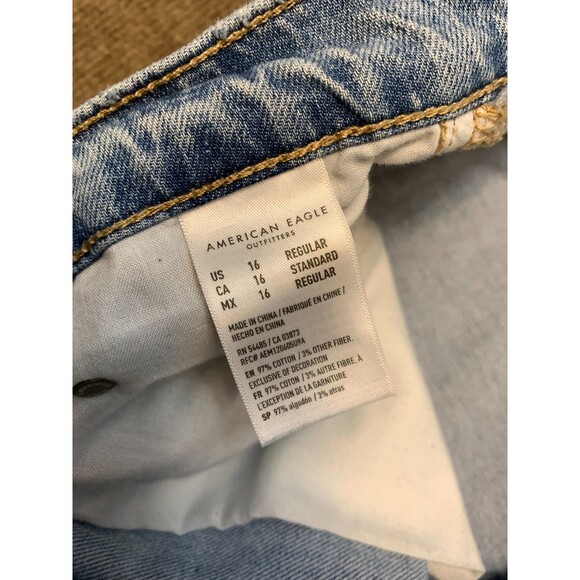 AMERICAN EAGLE
OUTFITTERS
US 16 REGULAR
CA 16 STANDARD
MX 16 REGULAR
MADE IN CHINA / FABRIQUÉ EN CHINE /
HECHO EN CHINA
RN 54485 / CA 03873
RFC# AEM120605U9A
EN 97% COTTON / 3% OTHER FIBER.
EXCLUSIVE OF DECORATION
FR 97% COTON / 3% AUTRE FIBRE. À
L'EXCEPTION DE LA GARNITURE
SP 97% algodón / 3% otras